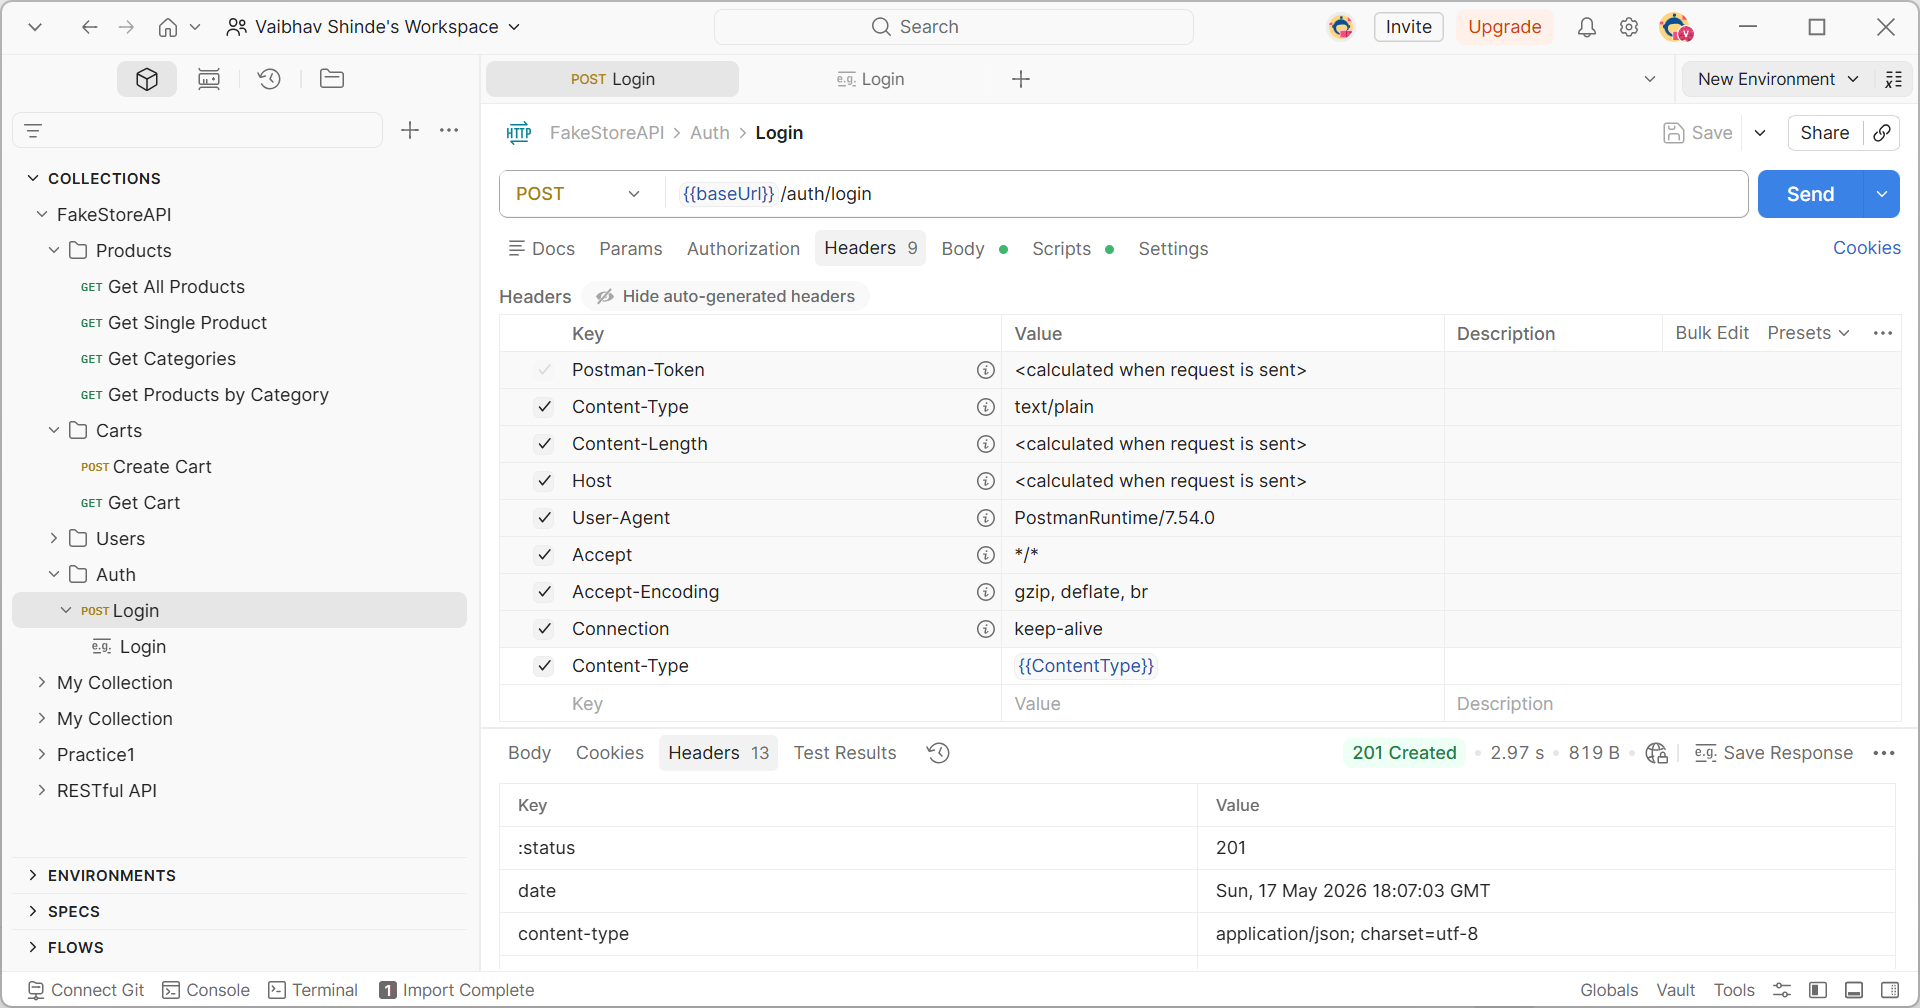 Vaibhav Shinde's Workspace
Search
Invite
Upgrade
V
POST Login
e.g. Login
New Environment
HTTP FakeStoreAPI > Auth > Login
Save
Share
COLLECTIONS
FakeStoreAPI
Products
GET Get All Products
GET Get Single Product
GET Get Categories
GET Get Products by Category
Carts
POST Create Cart
GET Get Cart
Users
Auth
POST Login
e.g. Login
My Collection
My Collection
Practice1
RESTful API
ENVIRONMENTS
SPECS
FLOWS
POST {{baseUrl}} /auth/login
Send
Docs Params Authorization Headers 9 Body Scripts Settings
Cookies
Headers Hide auto-generated headers
Key Value Description Bulk Edit Presets
Postman-Token <calculated when request is sent>
Content-Type text/plain
Content-Length <calculated when request is sent>
Host <calculated when request is sent>
User-Agent PostmanRuntime/7.54.0
Accept */*
Accept-Encoding gzip, deflate, br
Connection keep-alive
Content-Type {{ContentType}}
Key Value Description
Body Cookies Headers 13 Test Results
201 Created 2.97 s 819 B e.g. Save Response
Key Value
:status 201
date Sun, 17 May 2026 18:07:03 GMT
content-type application/json; charset=utf-8
Connect Git Console Terminal 1 Import Complete
Globals Vault Tools